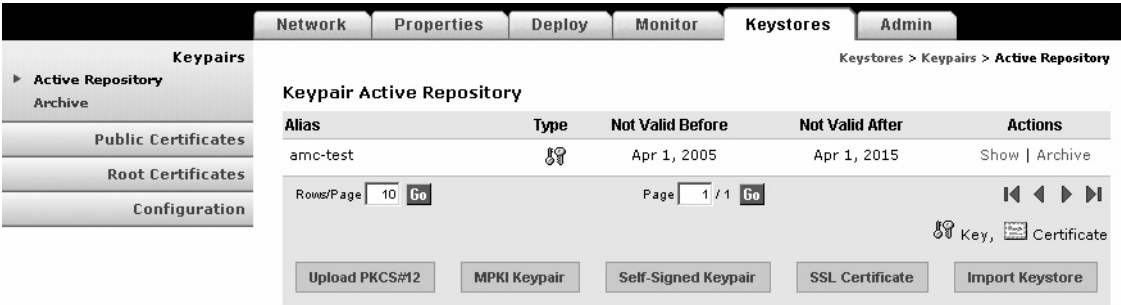 Network Properties Deploy Monitor Keystores Admin
Keypairs
Active Repository
Archive
Public Certificates
Root Certificates
Configuration
Keystores > Keypairs > Active Repository
Keypair Active Repository
Alias Type Not Valid Before Not Valid After Actions
amc-test Apr 1, 2005 Apr 1, 2015 Show | Archive
Rows/Page 10 Go Page 1 / 1 Go
Key, Certificate
Upload PKCS#12 MPKI Keypair Self-Signed Keypair SSL Certificate Import Keystore